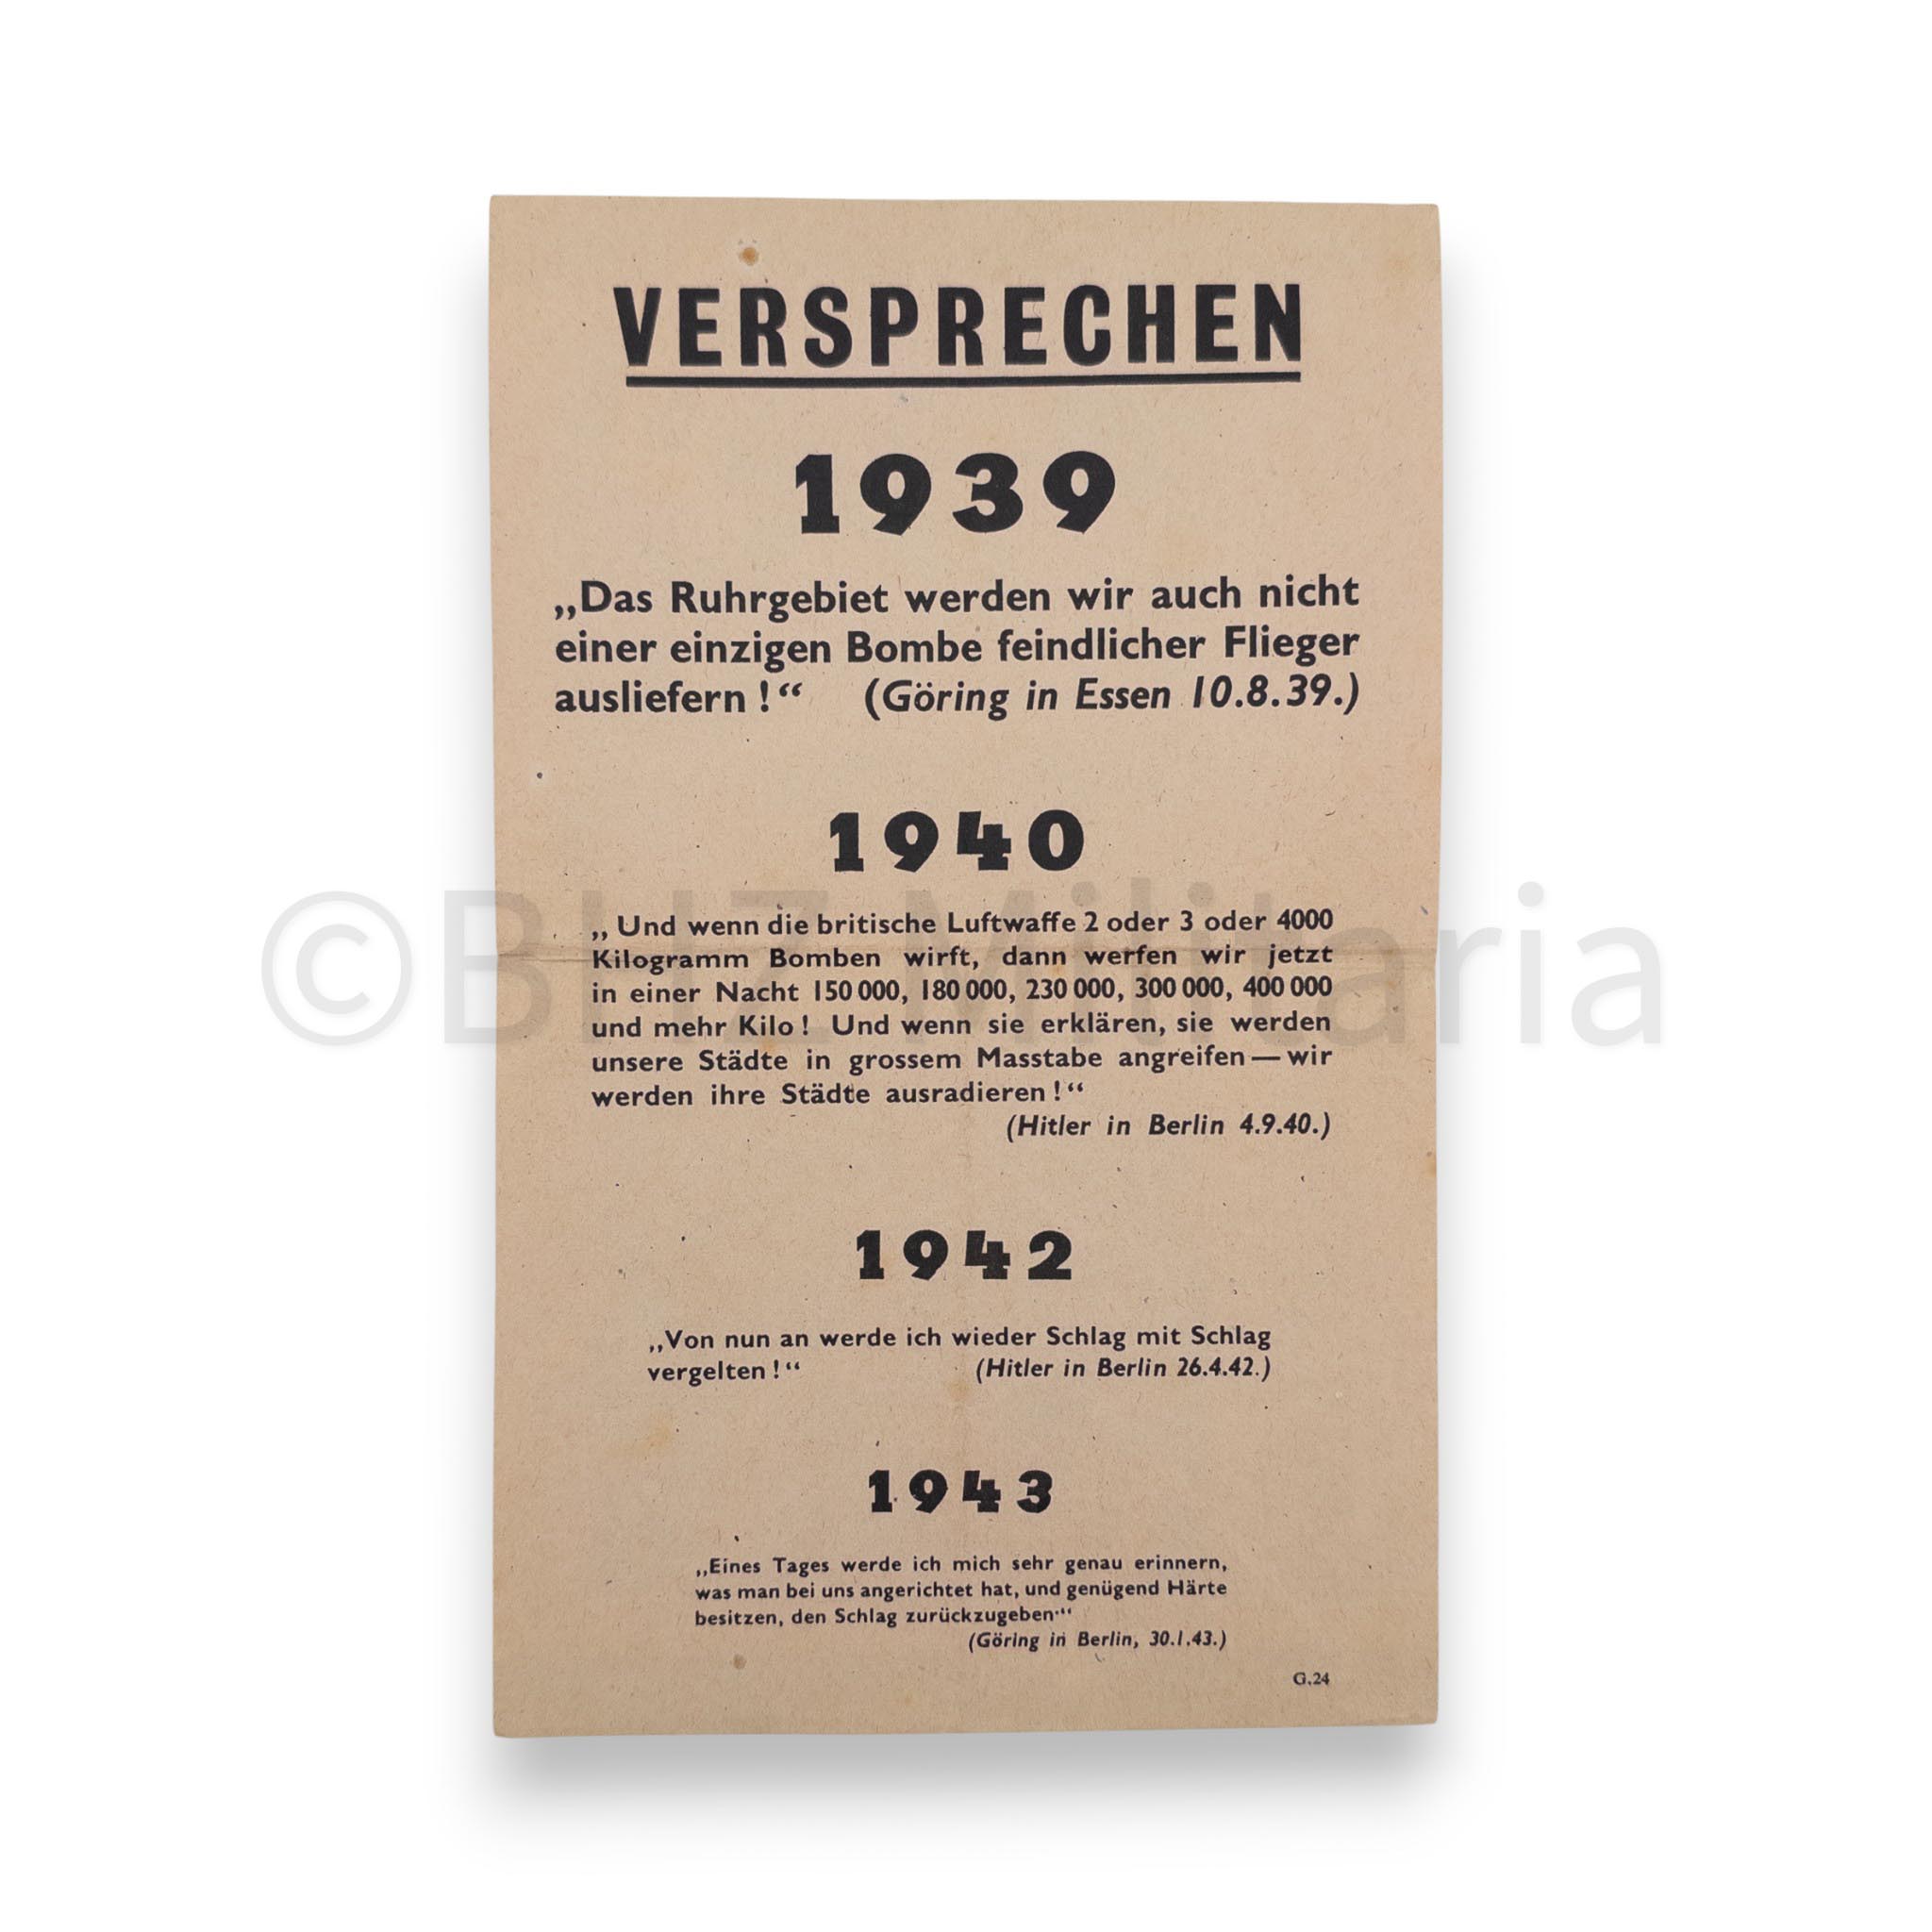 VERSPRECHEN
1939
„Das Ruhrgebiet werden wir auch nicht
einer einzigen Bombe feindlicher Flieger
ausliefern!“ (Göring in Essen 10.8.39.)
1940
„Und wenn die britische Luftwaffe 2 oder 3 oder 4000
Kilogramm Bomben wirft, dann werfen wir jetzt
in einer Nacht 150 000, 180 000, 230 000, 300 000, 400 000
und mehr Kilo! Und wenn sie erklären, sie werden
unsere Städte in grossem Masstabe angreifen — wir
werden ihre Städte ausradieren!“
(Hitler in Berlin 4.9.40.)
©BHZ Militaria
1942
„Von nun an werde ich wieder Schlag mit Schlag
vergelten!“ (Hitler in Berlin 26.4.42.)
1943
„Eines Tages werde ich mich sehr genau erinnern,
was man bei uns angerichtet hat, und genügend Härte
besitzen, den Schlag zurückzugeben.“
(Göring in Berlin, 30.1.43.)
G.24